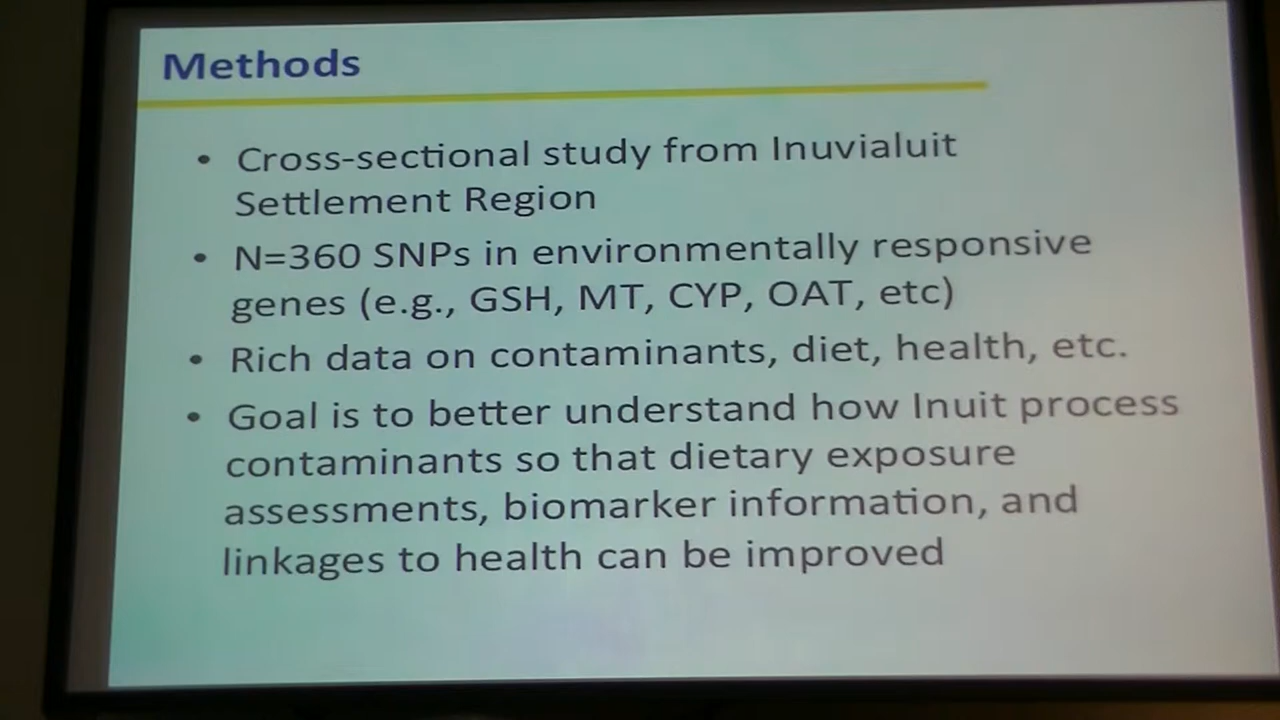 Methods
• Cross-sectional study from Inuvialuit
Settlement Region
• N=360 SNPs in environmentally responsive
genes (e.g., GSH, MT, CYP, OAT, etc)
• Rich data on contaminants, diet, health, etc.
• Goal is to better understand how Inuit process
contaminants so that dietary exposure
assessments, biomarker information, and
linkages to health can be improved